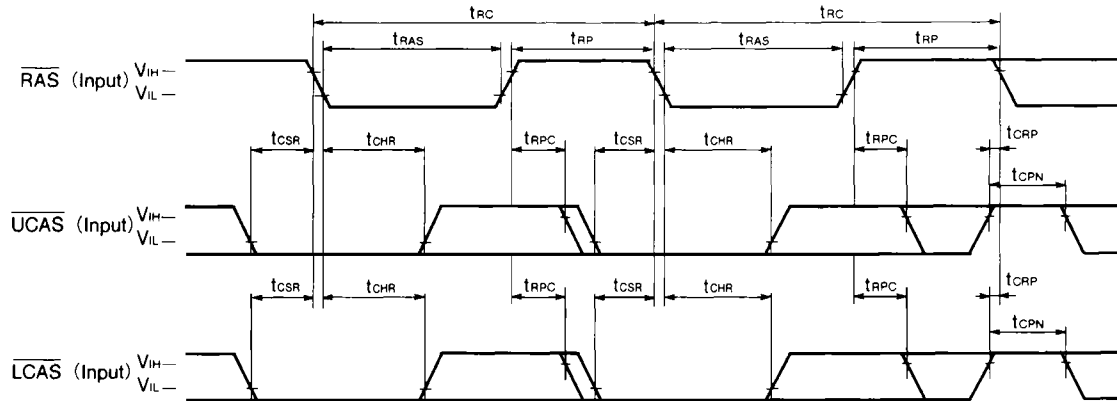 tRC tRC
tRAS tRP tRAS tRP
RAS (Input) VIH VIL
tCSR tCHR tRPC tCSR tCHR tRPC tCRP
tCPN
UCAS (Input) VIH VIL
tCSR tCHR tRPC tCSR tCHR tRPC tCRP
tCPN
LCAS (Input) VIH VIL